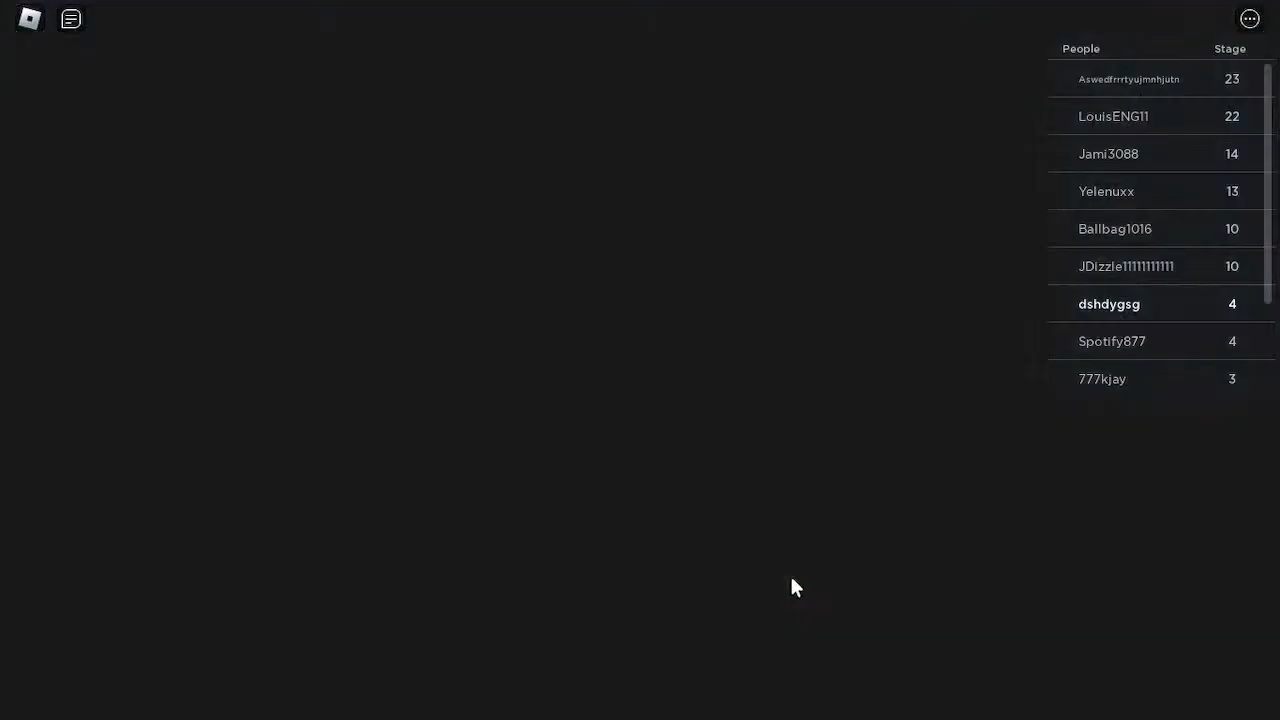 People Stage
Aswedfrrrtyujmnhjutn 23
LouisENG11 22
Jami3088 14
Yelenuxx 13
Ballbag1016 10
JDizzle11111111111 10
dshdygsg 4
Spotify877 4
777kjay 3